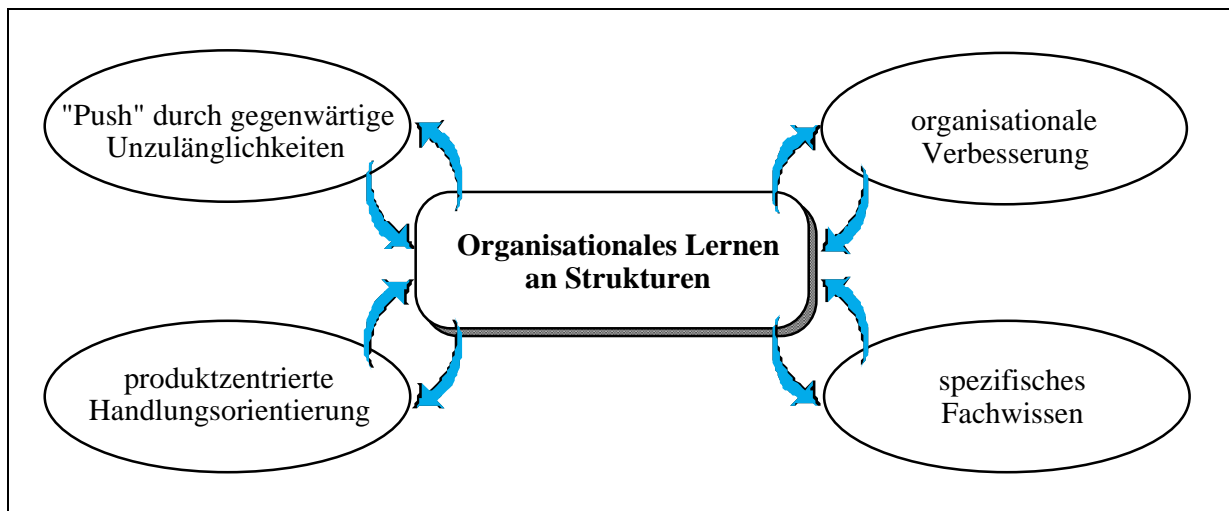 "Push" durch gegenwärtige
Unzulänglichkeiten
organisationale
Verbesserung
Organisationales Lernen
an Strukturen
produktzentrierte
Handlungsorientierung
spezifisches
Fachwissen